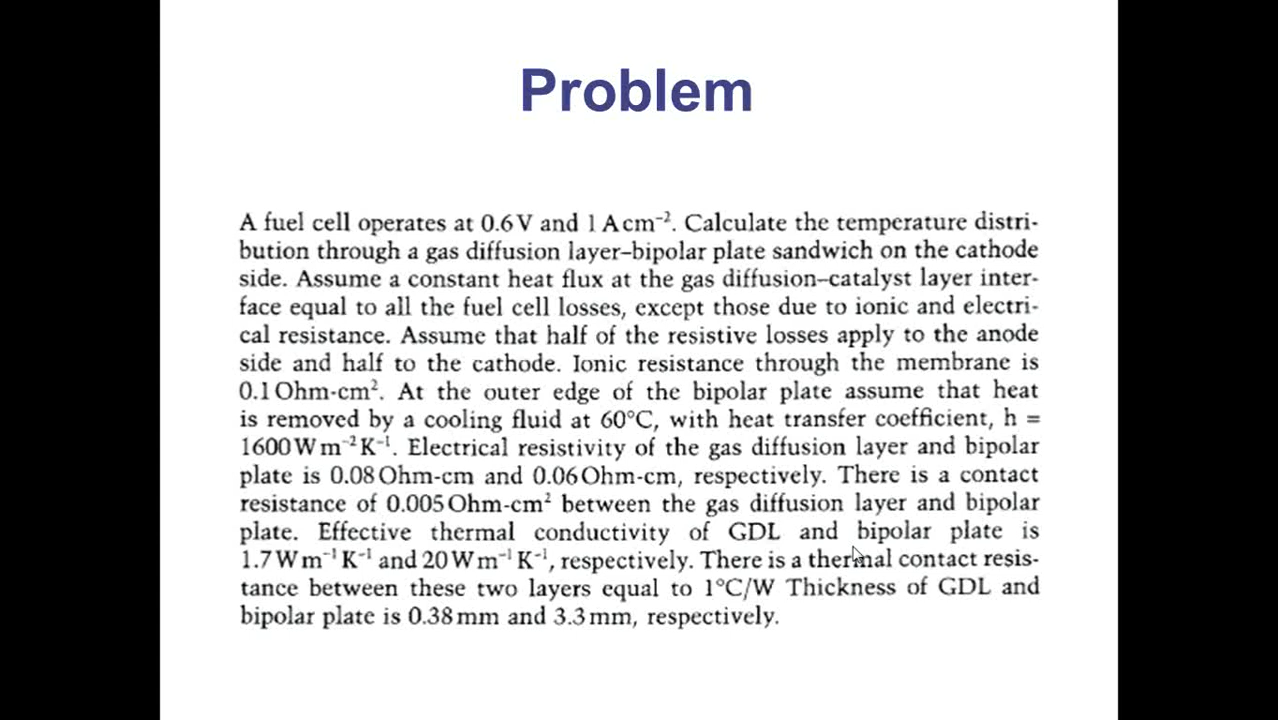 Problem
A fuel cell operates at 0.6 V and 1 A cm⁻². Calculate the temperature distri-
bution through a gas diffusion layer–bipolar plate sandwich on the cathode
side. Assume a constant heat flux at the gas diffusion–catalyst layer inter-
face equal to all the fuel cell losses, except those due to ionic and electri-
cal resistance. Assume that half of the resistive losses apply to the anode
side and half to the cathode. Ionic resistance through the membrane is
0.1 Ohm-cm². At the outer edge of the bipolar plate assume that heat
is removed by a cooling fluid at 60°C, with heat transfer coefficient, h =
1600 W m⁻² K⁻¹. Electrical resistivity of the gas diffusion layer and bipolar
plate is 0.08 Ohm-cm and 0.06 Ohm-cm, respectively. There is a contact
resistance of 0.005 Ohm-cm² between the gas diffusion layer and bipolar
plate. Effective thermal conductivity of GDL and bipolar plate is
1.7 W m⁻¹ K⁻¹ and 20 W m⁻¹ K⁻¹, respectively. There is a thermal contact resis-
tance between these two layers equal to 1°C/W Thickness of GDL and
bipolar plate is 0.38 mm and 3.3 mm, respectively.